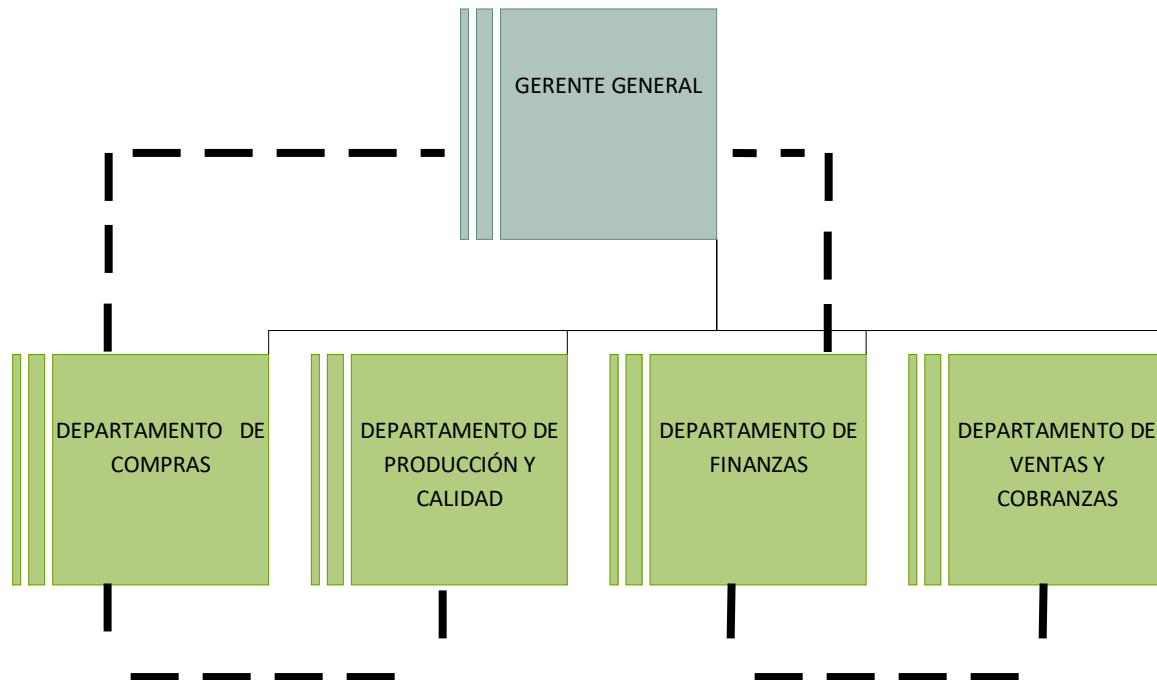 GERENTE GENERAL
DEPARTAMENTO DE
COMPRAS
DEPARTAMENTO DE
PRODUCCIÓN Y
CALIDAD
DEPARTAMENTO DE
FINANZAS
DEPARTAMENTO DE
VENTAS Y
COBRANZAS